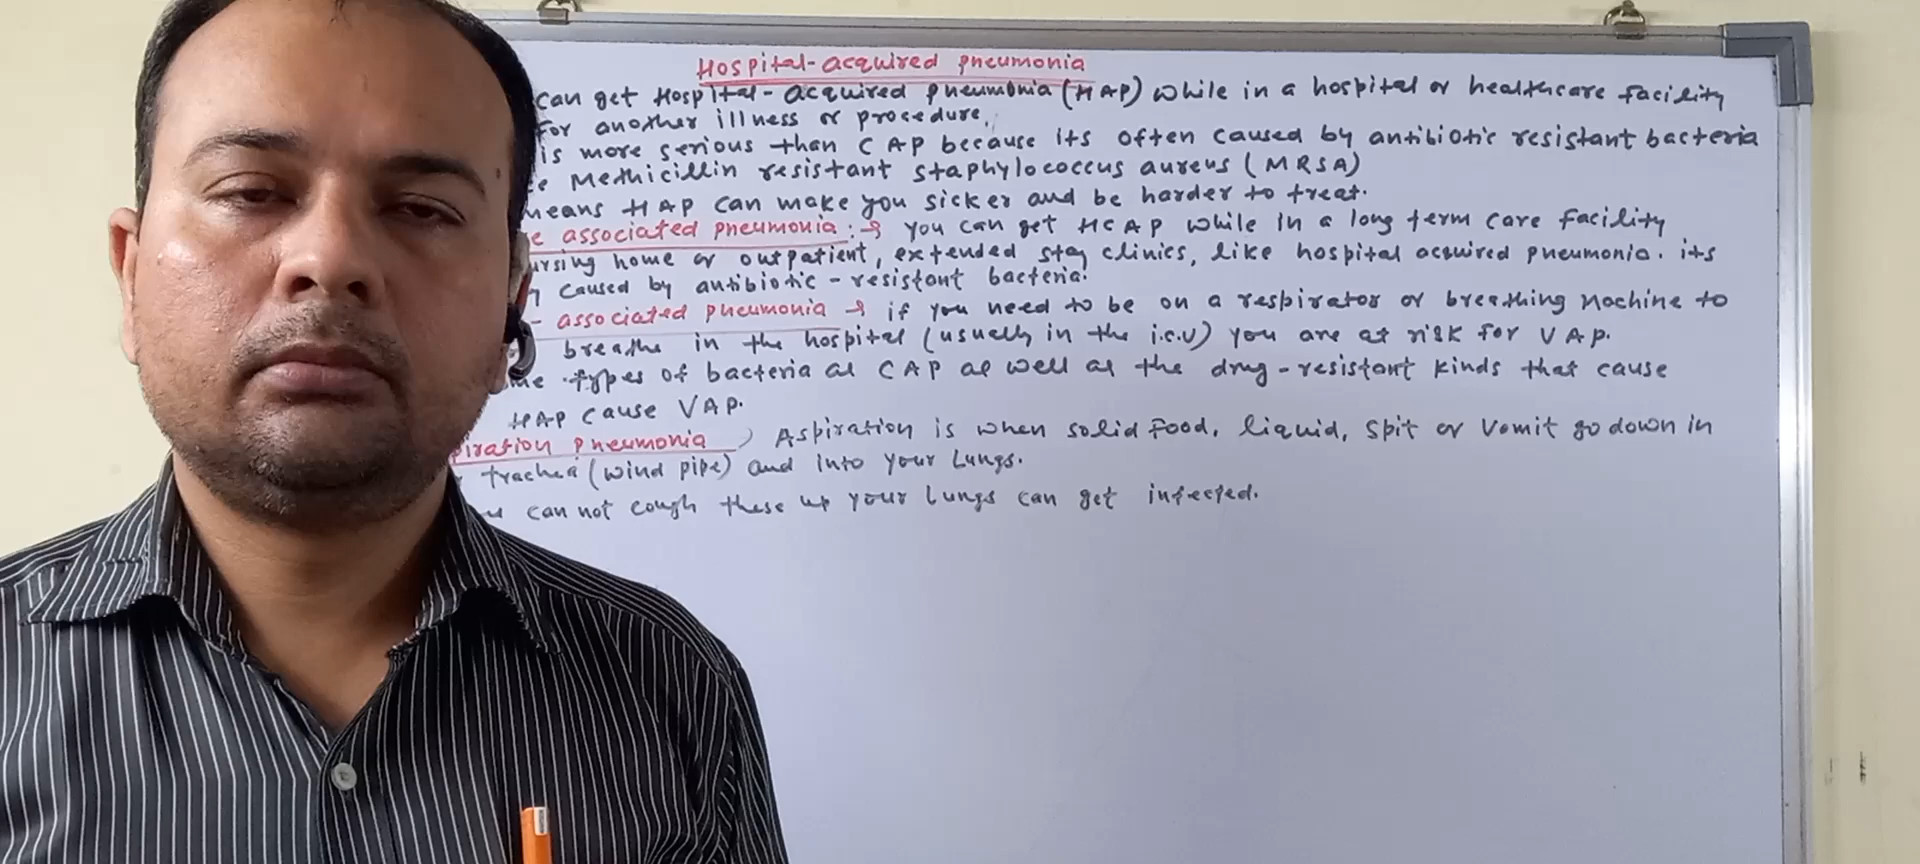 Hospital-acquired pneumonia
can get Hospital-acquired pneumonia (HAP) while in a hospital or healthcare facility
for another illness or procedure.
is more serious than CAP because its often caused by antibiotic resistant bacteria
Methicillin resistant staphylococcus aureus (MRSA)
means HAP can make you sicker and be harder to treat.
associated pneumonia :→ you can get HCAP while in a long term care facility
home or outpatient, extended stay clinics, like hospital acquired pneumonia. its
caused by antibiotic-resistant bacteria.
- associated pneumonia → if you need to be on a respirator or breathing machine to
breathe in the hospital (usually in the i.c.u) you are at risk for VAP.
types of bacteria as CAP as well as the drug-resistant kinds that cause
HAP cause VAP.
piration pneumonia ) Aspiration is when solid food, liquid, spit or vomit go down in
trachea (wind pipe) and into your lungs.
can not cough these up your lungs can get infected.